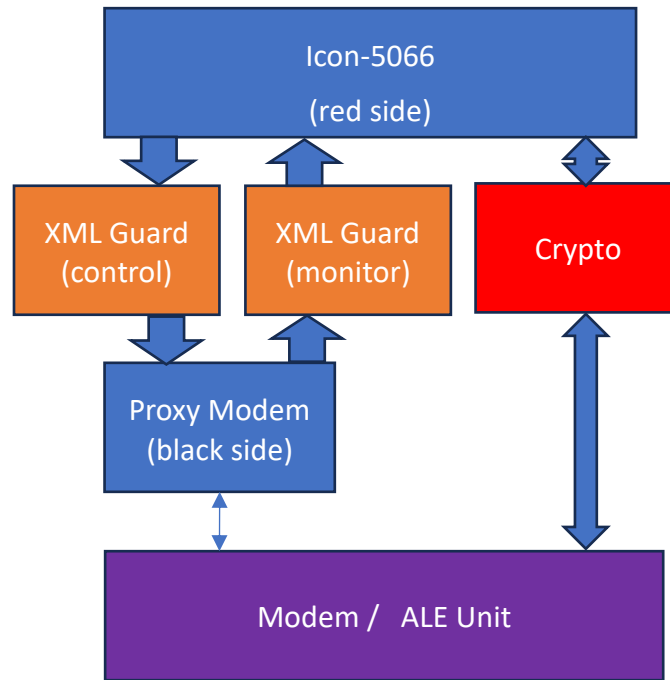 Icon-5066
(red side)
XML Guard
(control)
XML Guard
(monitor)
Crypto
Proxy Modem
(black side)
Modem / ALE Unit